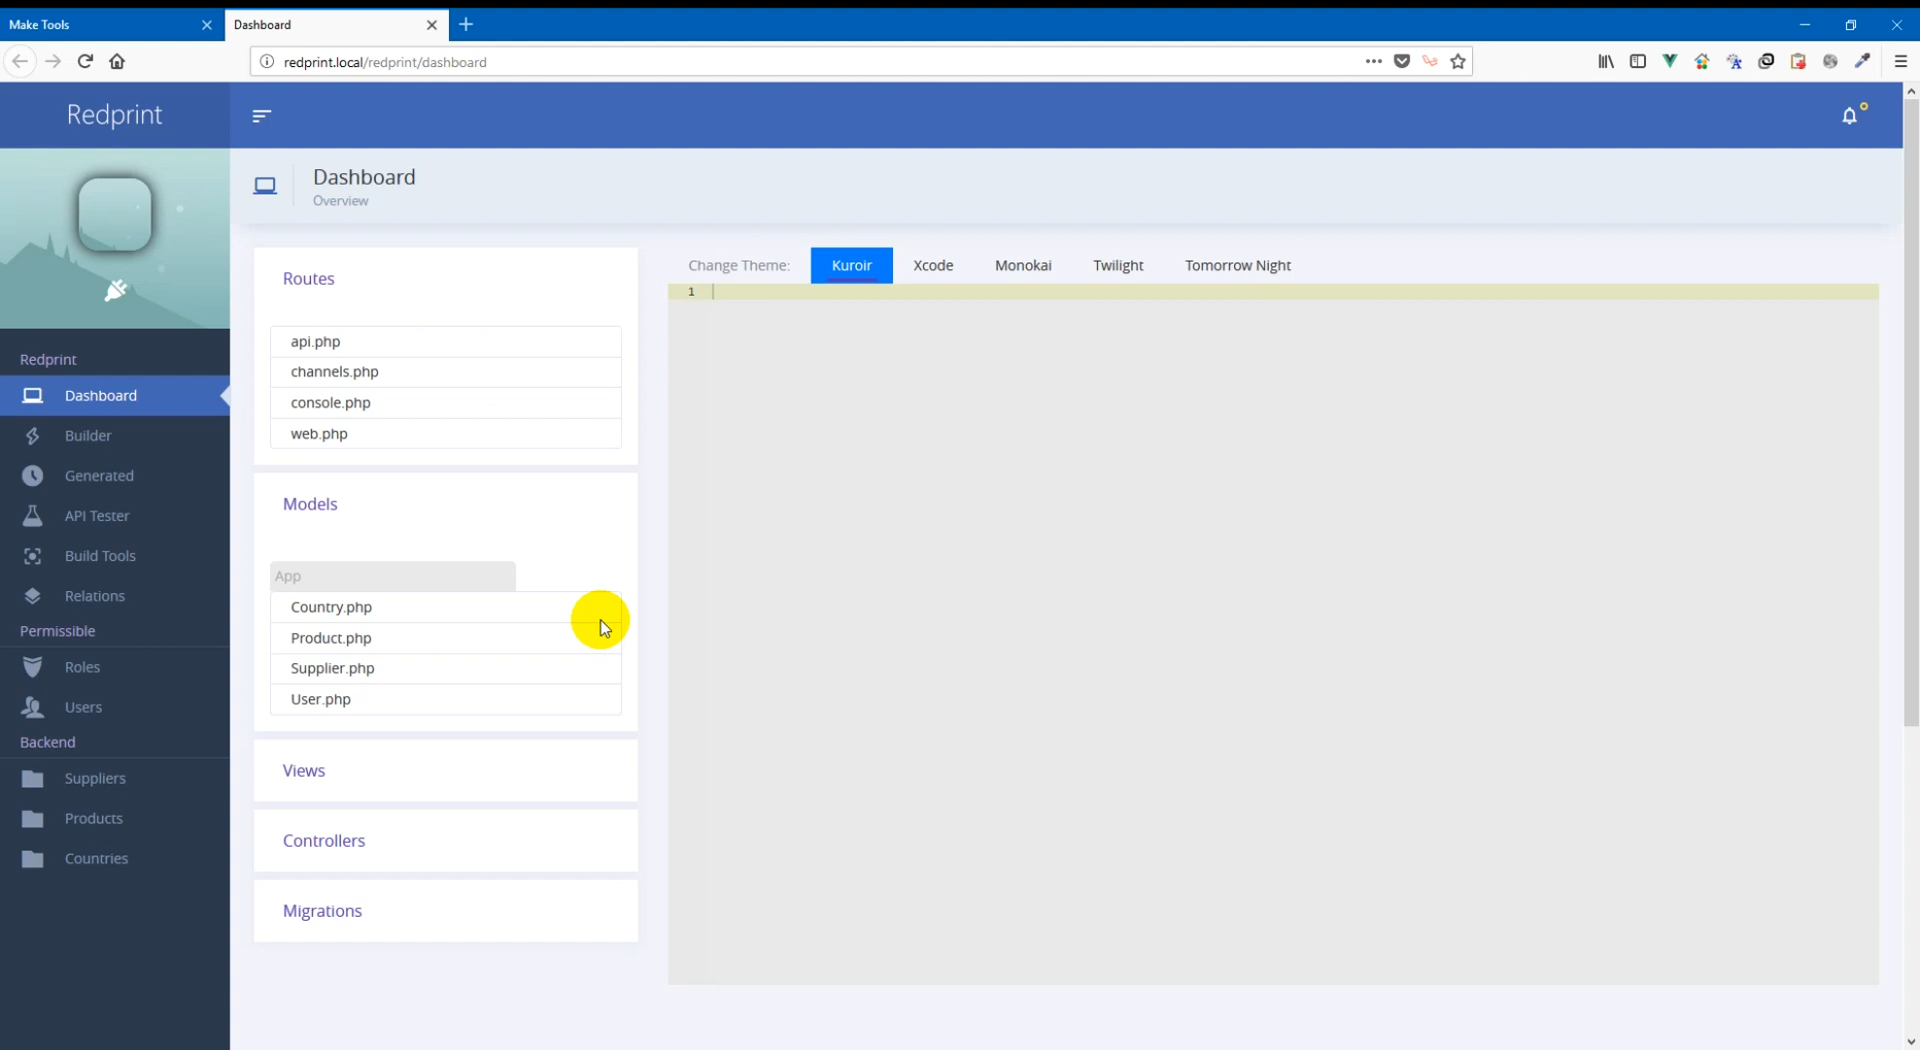 Make Tools
Dashboard
redprint.local/redprint/dashboard
Redprint
Dashboard
Overview
Redprint
Dashboard
Builder
Generated
API Tester
Build Tools
Relations
Permissible
Roles
Users
Backend
Suppliers
Products
Countries
Routes
api.php
channels.php
console.php
web.php
Models
App
Country.php
Product.php
Supplier.php
User.php
Views
Controllers
Migrations
Change Theme: Kuroir Xcode Monokai Twilight Tomorrow Night
1